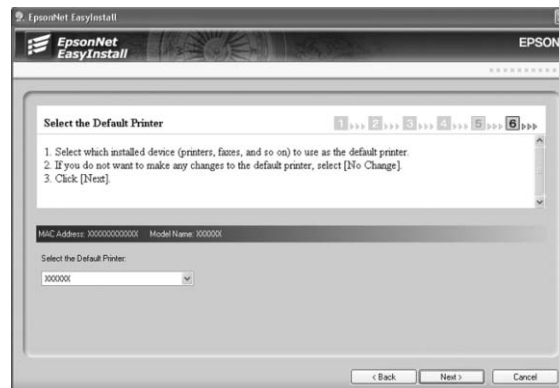 EpsonNet EasyInstall
EpsonNet
EasyInstall
EPSON
Select the Default Printer
1 2 3 4 5 6
1. Select which installed device (printers, faxes, and so on) to use as the default printer.
2. If you do not want to make any changes to the default printer, select [No Change].
3. Click [Next].
MAC Address: XXXXXXXXXXXX Model Name: XXXXXX
Select the Default Printer:
XXXXXX
< Back Next > Cancel